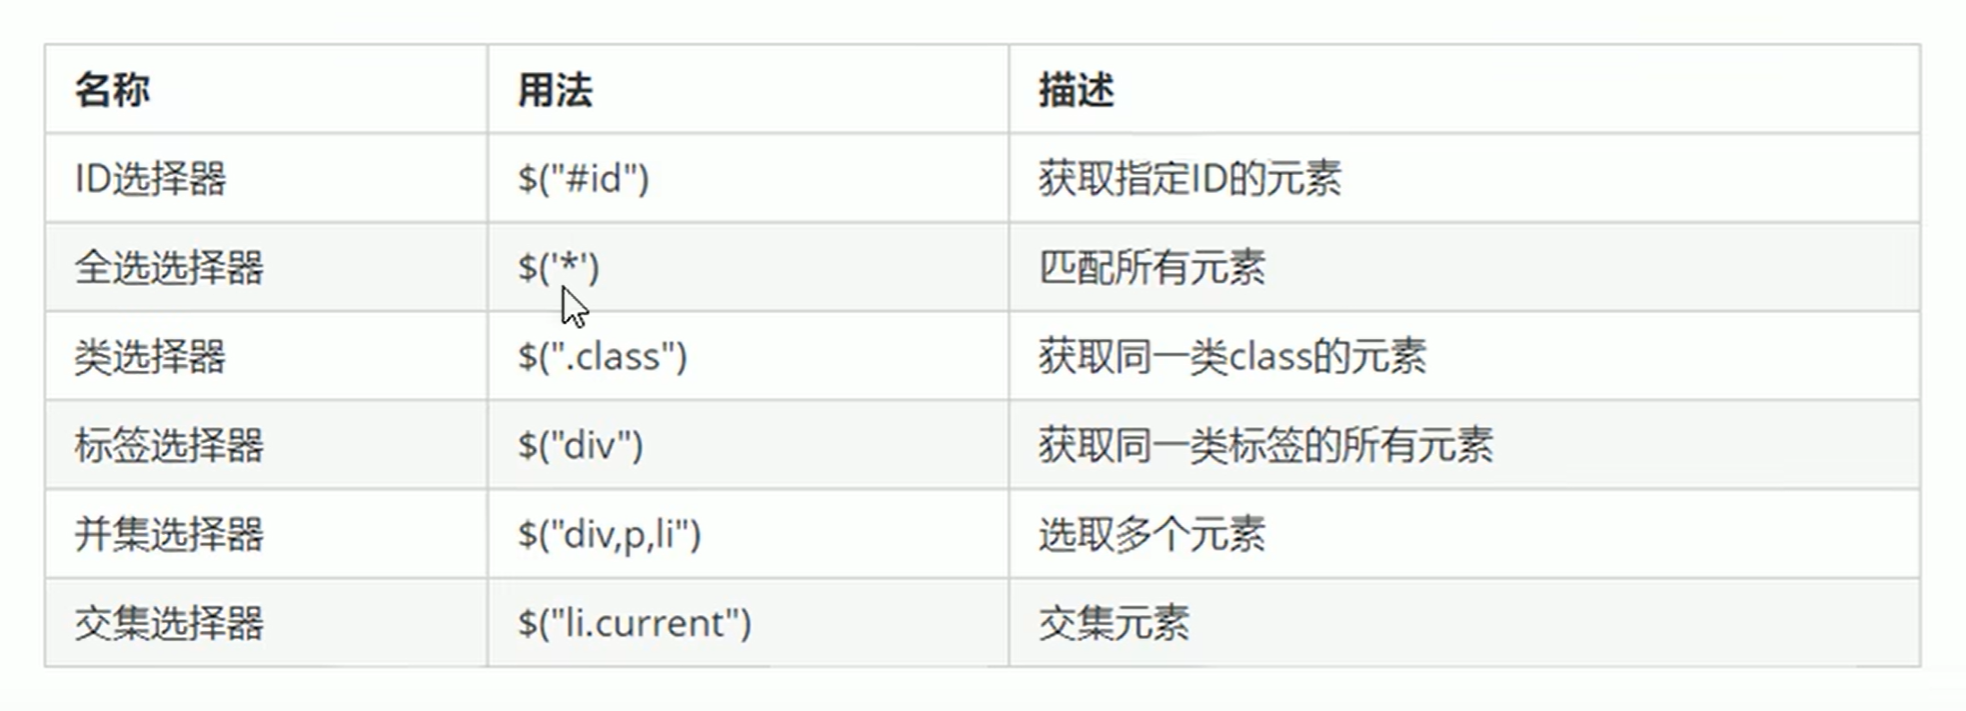 名称 用法 描述
ID选择器 $("#id") 获取指定ID的元素
全选选择器 $('*') 匹配所有元素
类选择器 $(".class") 获取同一类class的元素
标签选择器 $("div") 获取同一类标签的所有元素
并集选择器 $("div,p,li") 选取多个元素
交集选择器 $("li.current") 交集元素